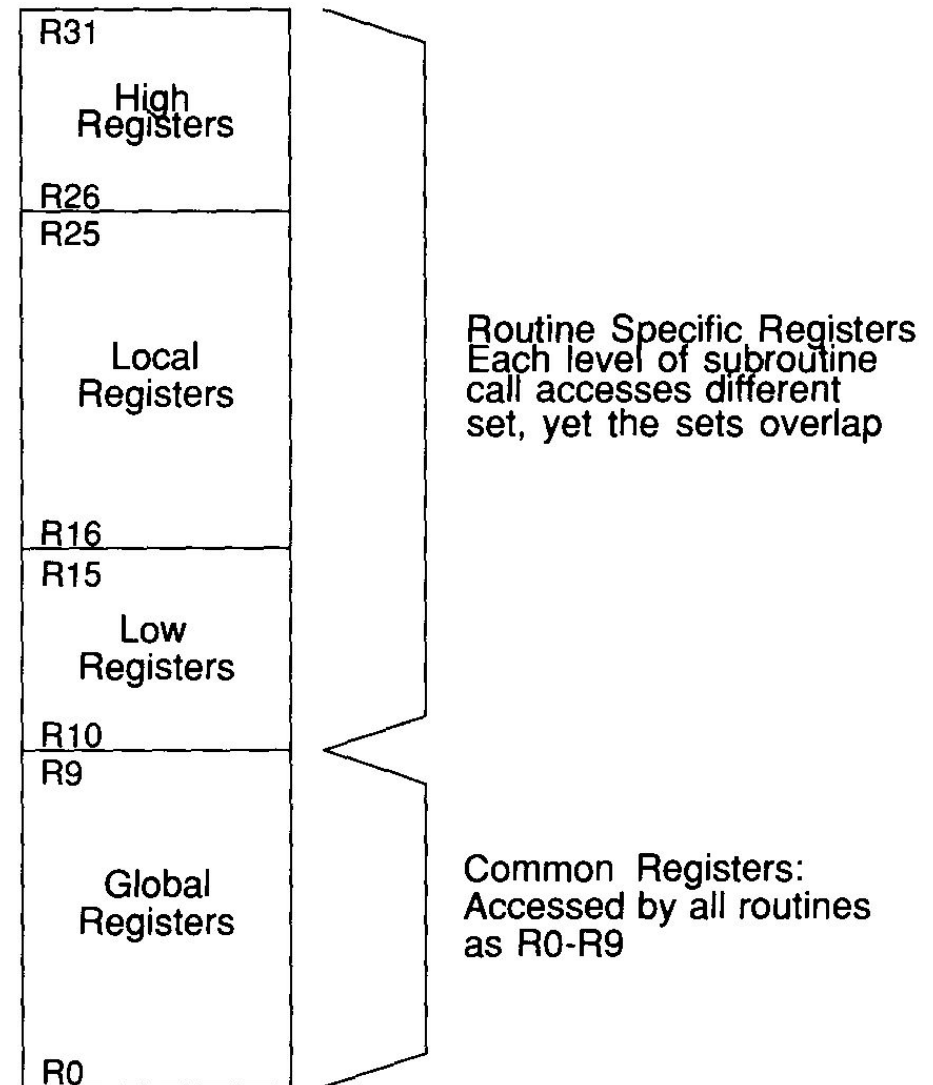 R31
High
Registers
R26
R25
Local
Registers
R16
R15
Low
Registers
R10
R9
Global
Registers
R0
Routine Specific Registers
Each level of subroutine
call accesses different
set, yet the sets overlap
Common Registers:
Accessed by all routines
as R0-R9